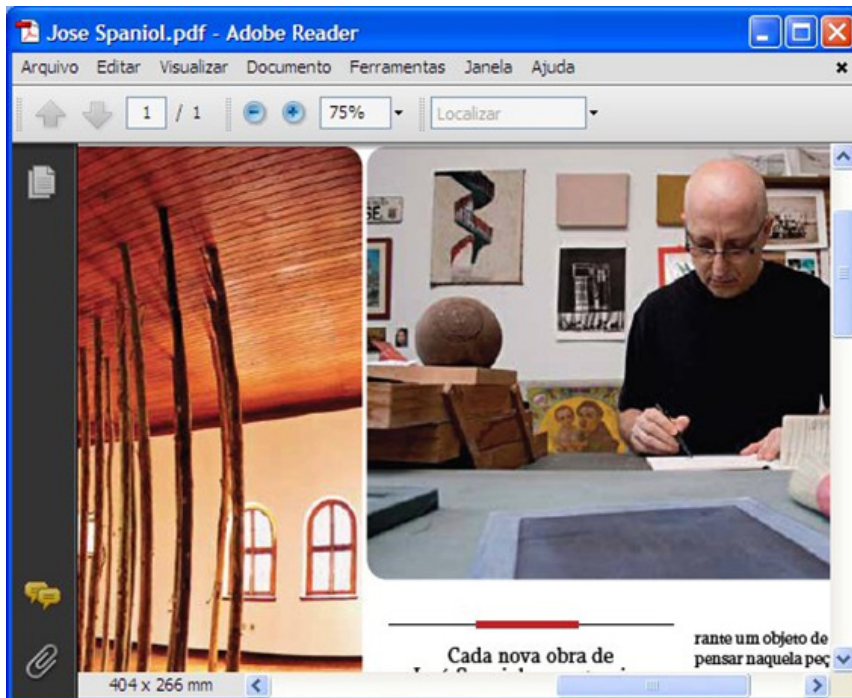 Jose Spaniol.pdf - Adobe Reader
Arquivo Editar Visualizar Documento Ferramentas Janela Ajuda
1 / 1 75% Localizar
SE
Cada nova obra de
rante um objeto de
pensar naquela peç
404 x 266 mm